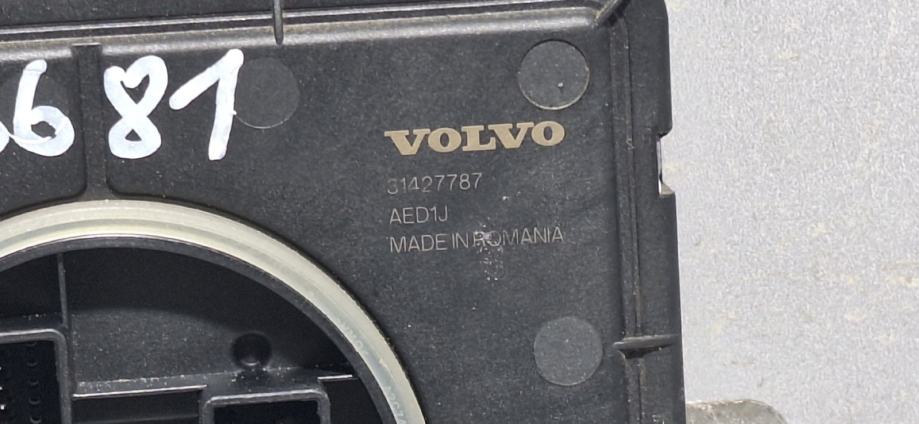 681
VOLVO
31427787
AED1J
MADE IN ROMANIA